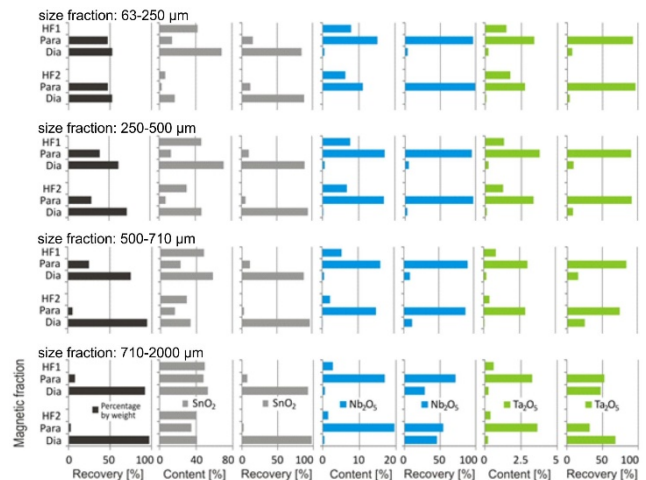 size fraction: 63-250 µm
HF1
Para
Dia
HF2
Para
Dia
size fraction: 250-500 µm
HF1
Para
Dia
HF2
Para
Dia
size fraction: 500-710 µm
HF1
Para
Dia
HF2
Para
Dia
size fraction: 710-2000 µm
HF1
Para
Dia
HF2
Para
Dia
Magnetic fraction
Percentage by weight
SnO2
SnO2
Nb2O5
Nb2O5
Ta2O5
Ta2O5
0 50 100 0 40 80 0 50 100 0 10 20 0 50 100 0 2.5 5 0 50 100
Recovery [%] Content [%] Recovery [%] Content [%] Recovery [%] Content [%] Recovery [%]